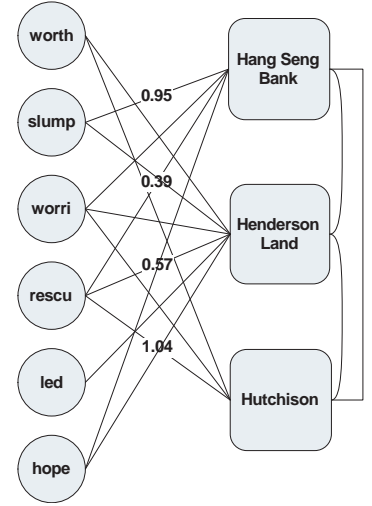 worth
slump
worri
rescu
led
hope
0.95
0.39
0.57
1.04
Hang Seng
Bank
Henderson
Land
Hutchison